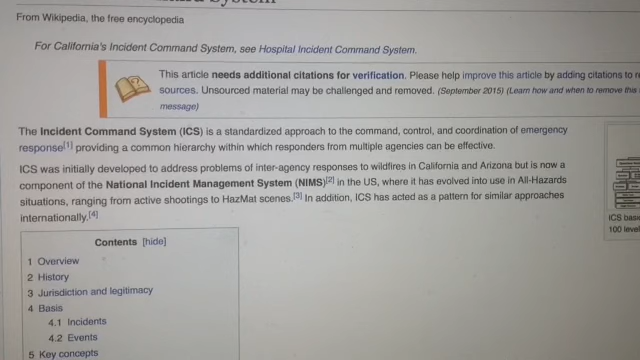 From Wikipedia, the free encyclopedia
For California's Incident Command System, see Hospital Incident Command System.
This article needs additional citations for verification. Please help improve this article by adding citations to
sources. Unsourced material may be challenged and removed. (September 2015) (Learn how and when to remove this
message)
The Incident Command System (ICS) is a standardized approach to the command, control, and coordination of emergency
response[1] providing a common hierarchy within which responders from multiple agencies can be effective.
ICS was initially developed to address problems of inter-agency responses to wildfires in California and Arizona but is now a
component of the National Incident Management System (NIMS)[2] in the US, where it has evolved into use in All-Hazards
situations, ranging from active shootings to HazMat scenes.[3] In addition, ICS has acted as a pattern for similar approaches
internationally.[4]
ICS
100 level
Contents [hide]
1 Overview
2 History
3 Jurisdiction and legitimacy
4 Basis
4.1 Incidents
4.2 Events
5 Key concepts